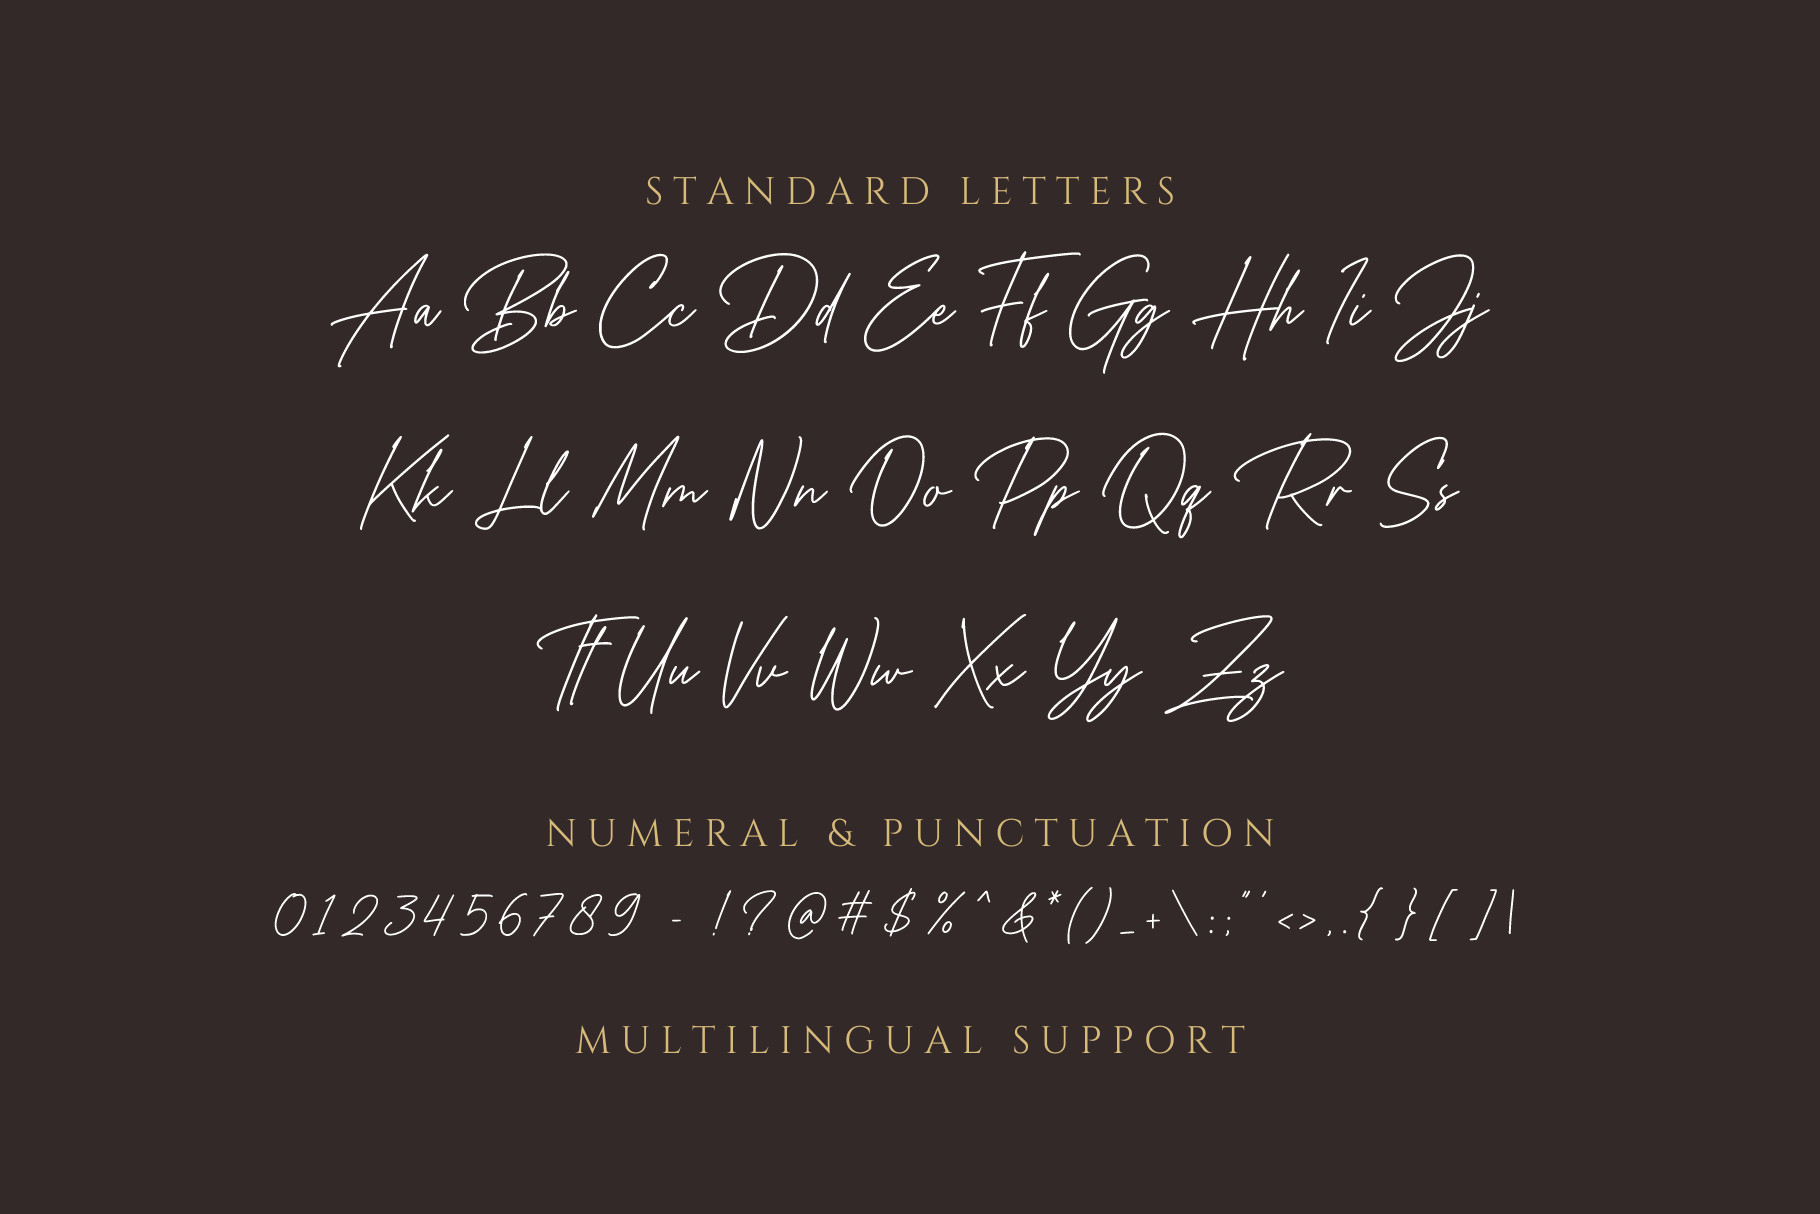 STANDARD LETTERS
Aa Bb Cc Dd Ee Ff Gg Hh Ii Jj
Kk Ll Mm Nn Oo Pp Qq Rr Ss
Tt Uu Vv Ww Xx Yy Zz
NUMERAL & PUNCTUATION
0123456789 - !?@#$%^&*()_+\:;"'<>,.{}[]|
MULTILINGUAL SUPPORT